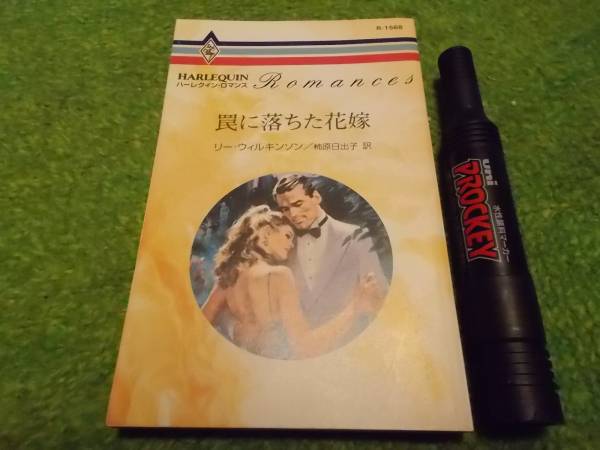 R-1568
HARLEQUIN
ハーレクイン・ロマンス
Romances
罠に落ちた花嫁
リー・ウィルキンソン/柿原日出子 訳
PROCKEY
水性顔料マーカー